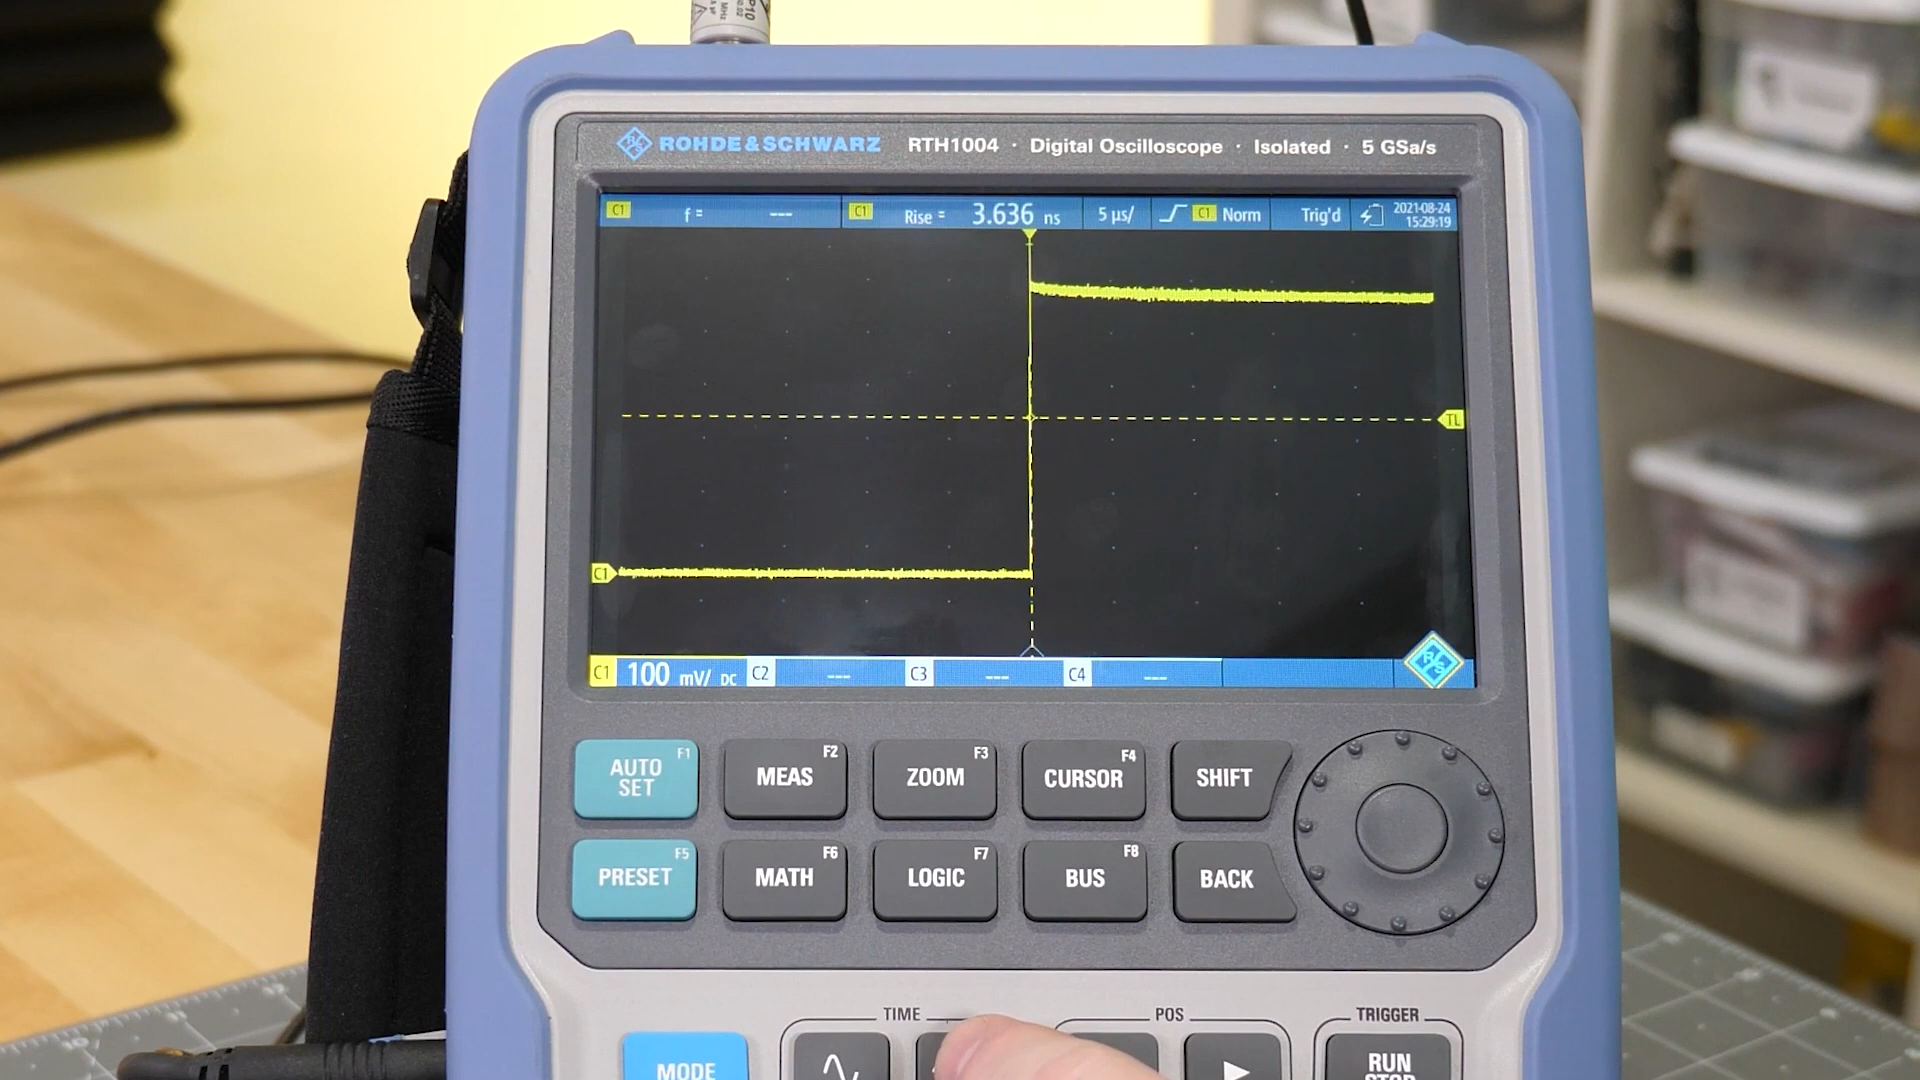 P10
MHz
ROHDE & SCHWARZ RTH1004 · Digital Oscilloscope · Isolated · 5 GSa/s
C1 f = --- C1 Rise = 3.636 ns 5 µs/ C1 Norm Trig'd 2021-08-24
15:29:19
TL
C1
C1 100 mV/ DC C2 --- C3 --- C4 --- R&S
AUTO SET F1
MEAS F2
ZOOM F3
CURSOR F4
SHIFT
PRESET F5
MATH F6
LOGIC F7
BUS F8
BACK
TIME POS TRIGGER
MODE RUN
STOP